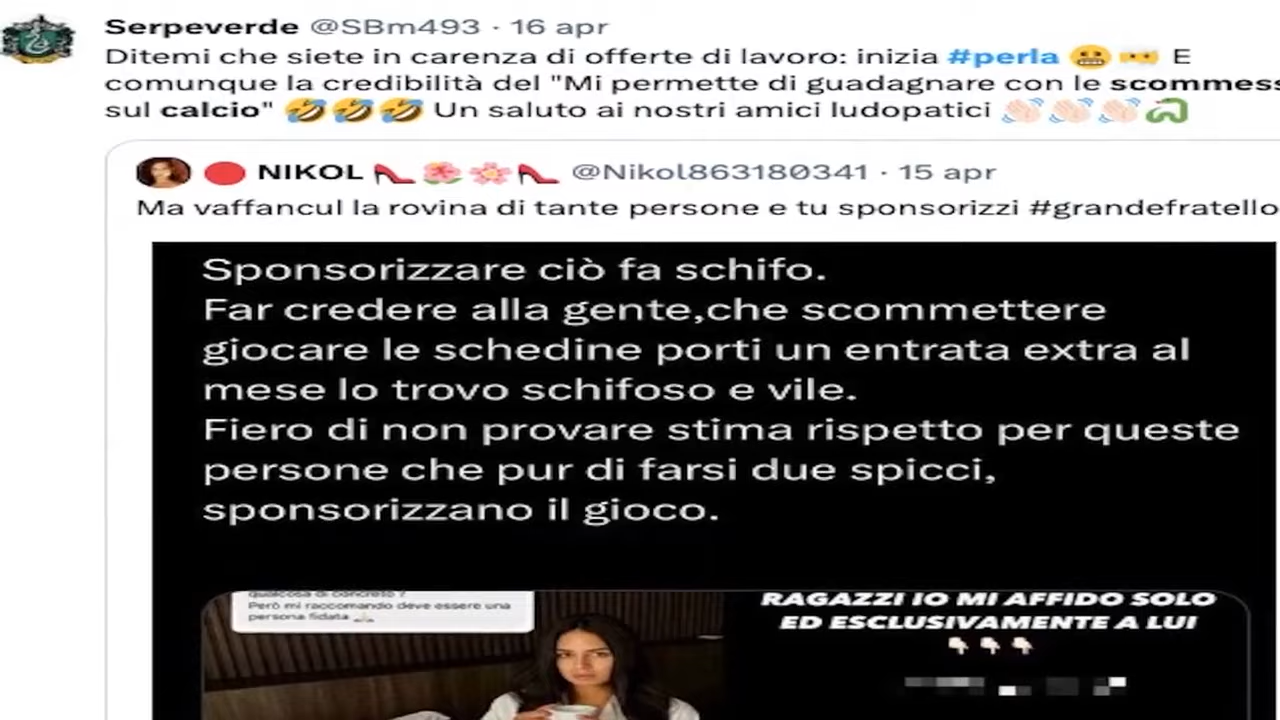 Serpeverde @SBm493 · 16 apr
Ditemi che siete in carenza di offerte di lavoro: inizia #perla 😬 E
comunque la credibilità del "Mi permette di guadagnare con le scommess
sul calcio" 🤣🤣🤣 Un saluto ai nostri amici ludopatici 👏🏻👏🏻👏🏻🐍
🔴 NIKOL 👠🌺🌸👠 @Nikol863180341 · 15 apr
Ma vaffancul la rovina di tante persone e tu sponsorizzi #grandefratello
Sponsorizzare ciò fa schifo.
Far credere alla gente,che scommettere
giocare le schedine porti un entrata extra al
mese lo trovo schifoso e vile.
Fiero di non provare stima rispetto per queste
persone che pur di farsi due spicci,
sponsorizzano il gioco.
qualcosa di concreto ?
Però mi raccomando deve essere una
persona fidata 🙏🏻
RAGAZZI IO MI AFFIDO SOLO
ED ESCLUSIVAMENTE A LUI
👇🏻👇🏻👇🏻